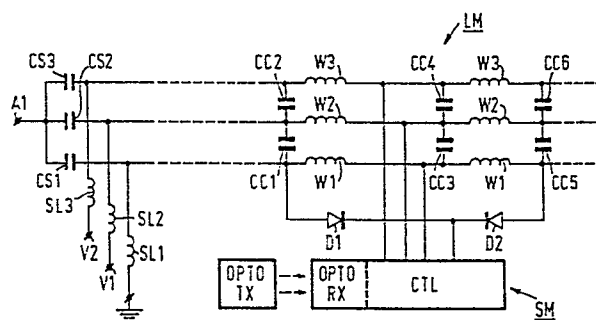 LM
CS3 CS2 CC2 W3 CC4 W3 CC6
A1 W2 W2
CS1 CC1 W1 CC3 W1 CC5
SL3 SL2 SL1 D1 D2
V2 V1
OPTO TX OPTO RX CTL
SM